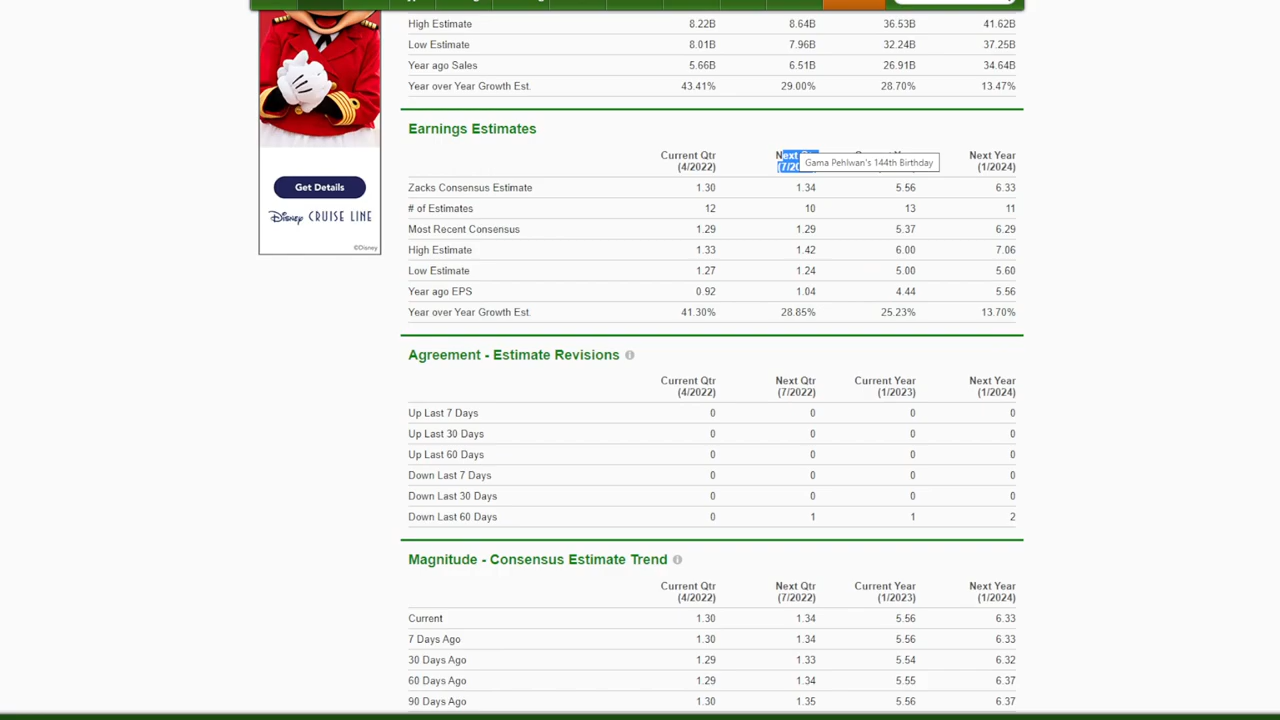 High Estimate 8.22B 8.64B 36.53B 41.62B
Low Estimate 8.01B 7.96B 32.24B 37.25B
Year ago Sales 5.66B 6.51B 26.91B 34.64B
Year over Year Growth Est. 43.41% 29.00% 28.70% 13.47%
Earnings Estimates
Current Qtr Next Year
(4/2022) (1/2024)
Gama Pehlwan's 144th Birthday
Zacks Consensus Estimate 1.30 1.34 5.56 6.33
# of Estimates 12 10 13 11
Most Recent Consensus 1.29 1.29 5.37 6.29
High Estimate 1.33 1.42 6.00 7.06
Low Estimate 1.27 1.24 5.00 5.60
Year ago EPS 0.92 1.04 4.44 5.56
Year over Year Growth Est. 41.30% 28.85% 25.23% 13.70%
Get Details
Disney CRUISE LINE
©Disney
Agreement - Estimate Revisions
Current Qtr Next Qtr Current Year Next Year
(4/2022) (7/2022) (1/2023) (1/2024)
Up Last 7 Days 0 0 0 0
Up Last 30 Days 0 0 0 0
Up Last 60 Days 0 0 0 0
Down Last 7 Days 0 0 0 0
Down Last 30 Days 0 0 0 0
Down Last 60 Days 0 1 1 2
Magnitude - Consensus Estimate Trend
Current Qtr Next Qtr Current Year Next Year
(4/2022) (7/2022) (1/2023) (1/2024)
Current 1.30 1.34 5.56 6.33
7 Days Ago 1.30 1.34 5.56 6.33
30 Days Ago 1.29 1.33 5.54 6.32
60 Days Ago 1.29 1.34 5.55 6.37
90 Days Ago 1.30 1.35 5.56 6.37